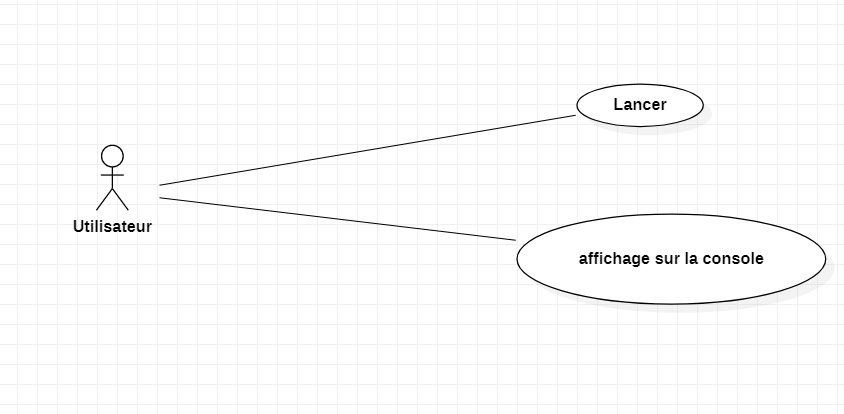 Lancer
Utilisateur
affichage sur la console